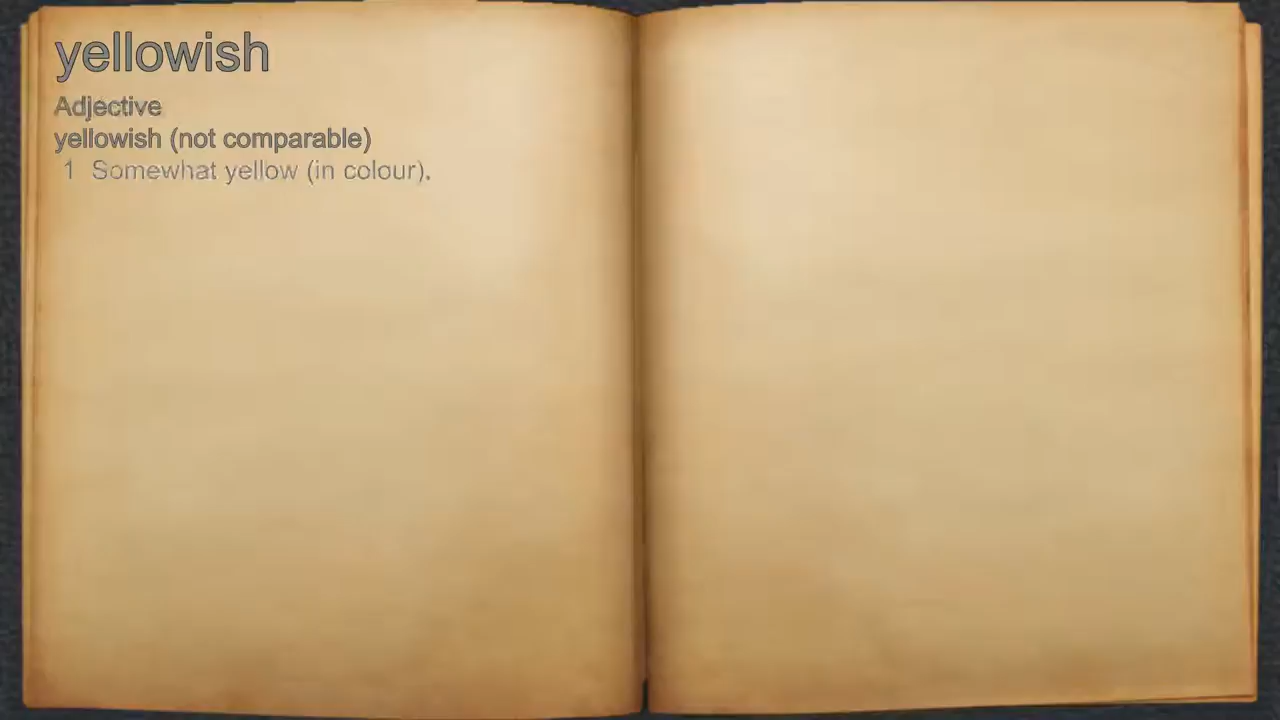 yellowish
Adjective
yellowish (not comparable)
1 Somewhat yellow (in colour).